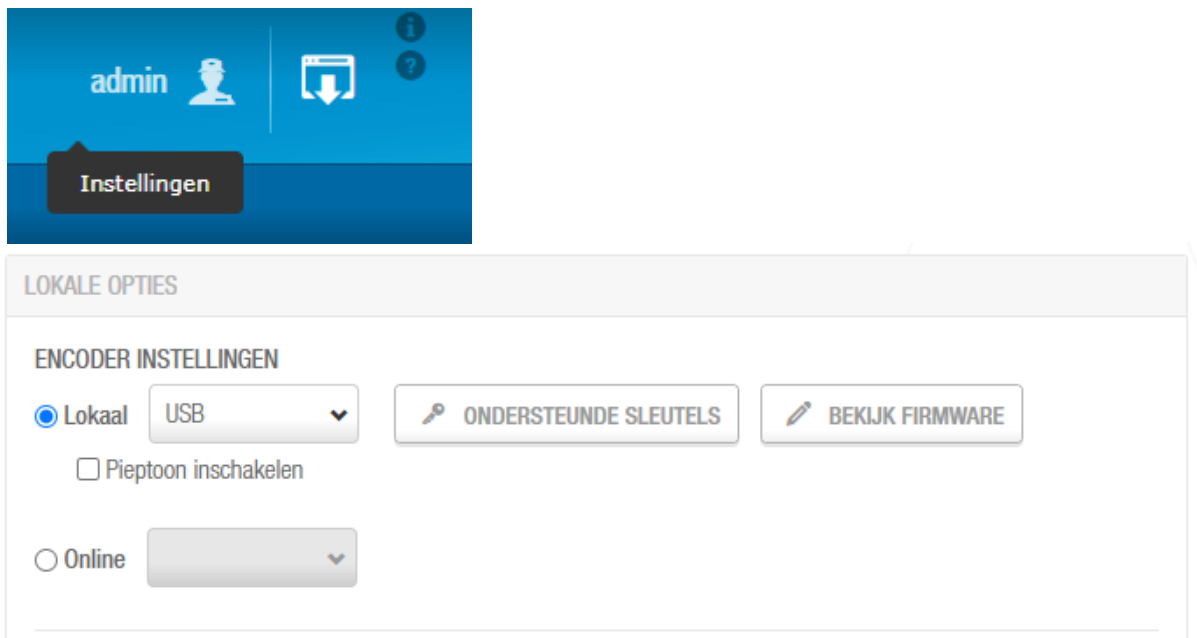 admin
Instellingen
LOKALE OPTIES
ENCODER INSTELLINGEN
Lokaal USB ONDERSTEUNDE SLEUTELS BEKIJK FIRMWARE
Pieptoon inschakelen
Online